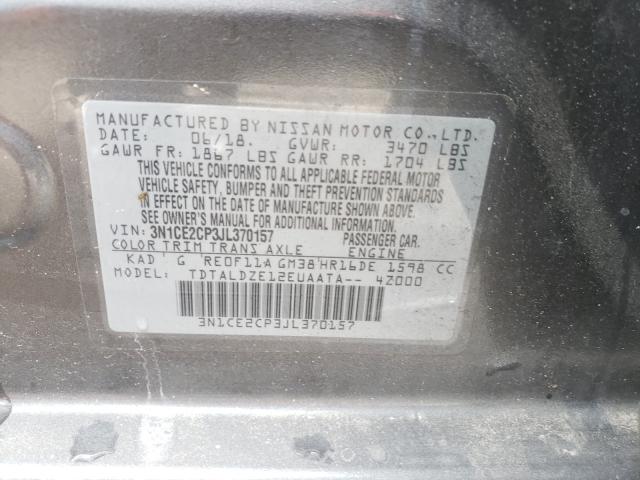 MANUFACTURED BY NISSAN MOTOR CO., LTD.
DATE: 06/18. GVWR: 3470 LBS
GAWR FR: 1867 LBS GAWR RR: 1704 LBS
THIS VEHICLE CONFORMS TO ALL APPLICABLE FEDERAL MOTOR
VEHICLE SAFETY, BUMPER AND THEFT PREVENTION STANDARDS
IN EFFECT ON THE DATE OF MANUFACTURE SHOWN ABOVE.
SEE OWNER'S MANUAL FOR ADDITIONAL INFORMATION.
VIN: 3N1CE2CP3JL370157 PASSENGER CAR.
COLOR TRIM TRANS AXLE ENGINE
KAD G RE0F11A GM38 HR16DE 1598 CC
MODEL: TDTALDZE12EUAATA-- 4Z000
3N1CE2CP3JL370157